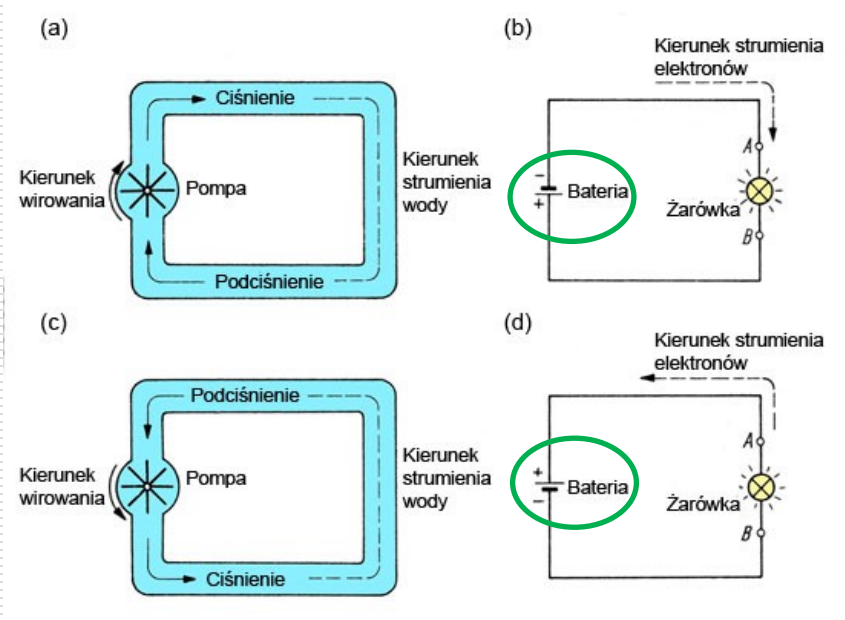 (a)
Ciśnienie
Kierunek
wirowania
Pompa
Kierunek
strumienia
wody
Podciśnienie
(b)
Kierunek strumienia
elektronów
A
−
+
Bateria
Żarówka
B
(c)
Podciśnienie
Kierunek
wirowania
Pompa
Kierunek
strumienia
wody
Ciśnienie
(d)
Kierunek strumienia
elektronów
A
+
−
Bateria
Żarówka
B